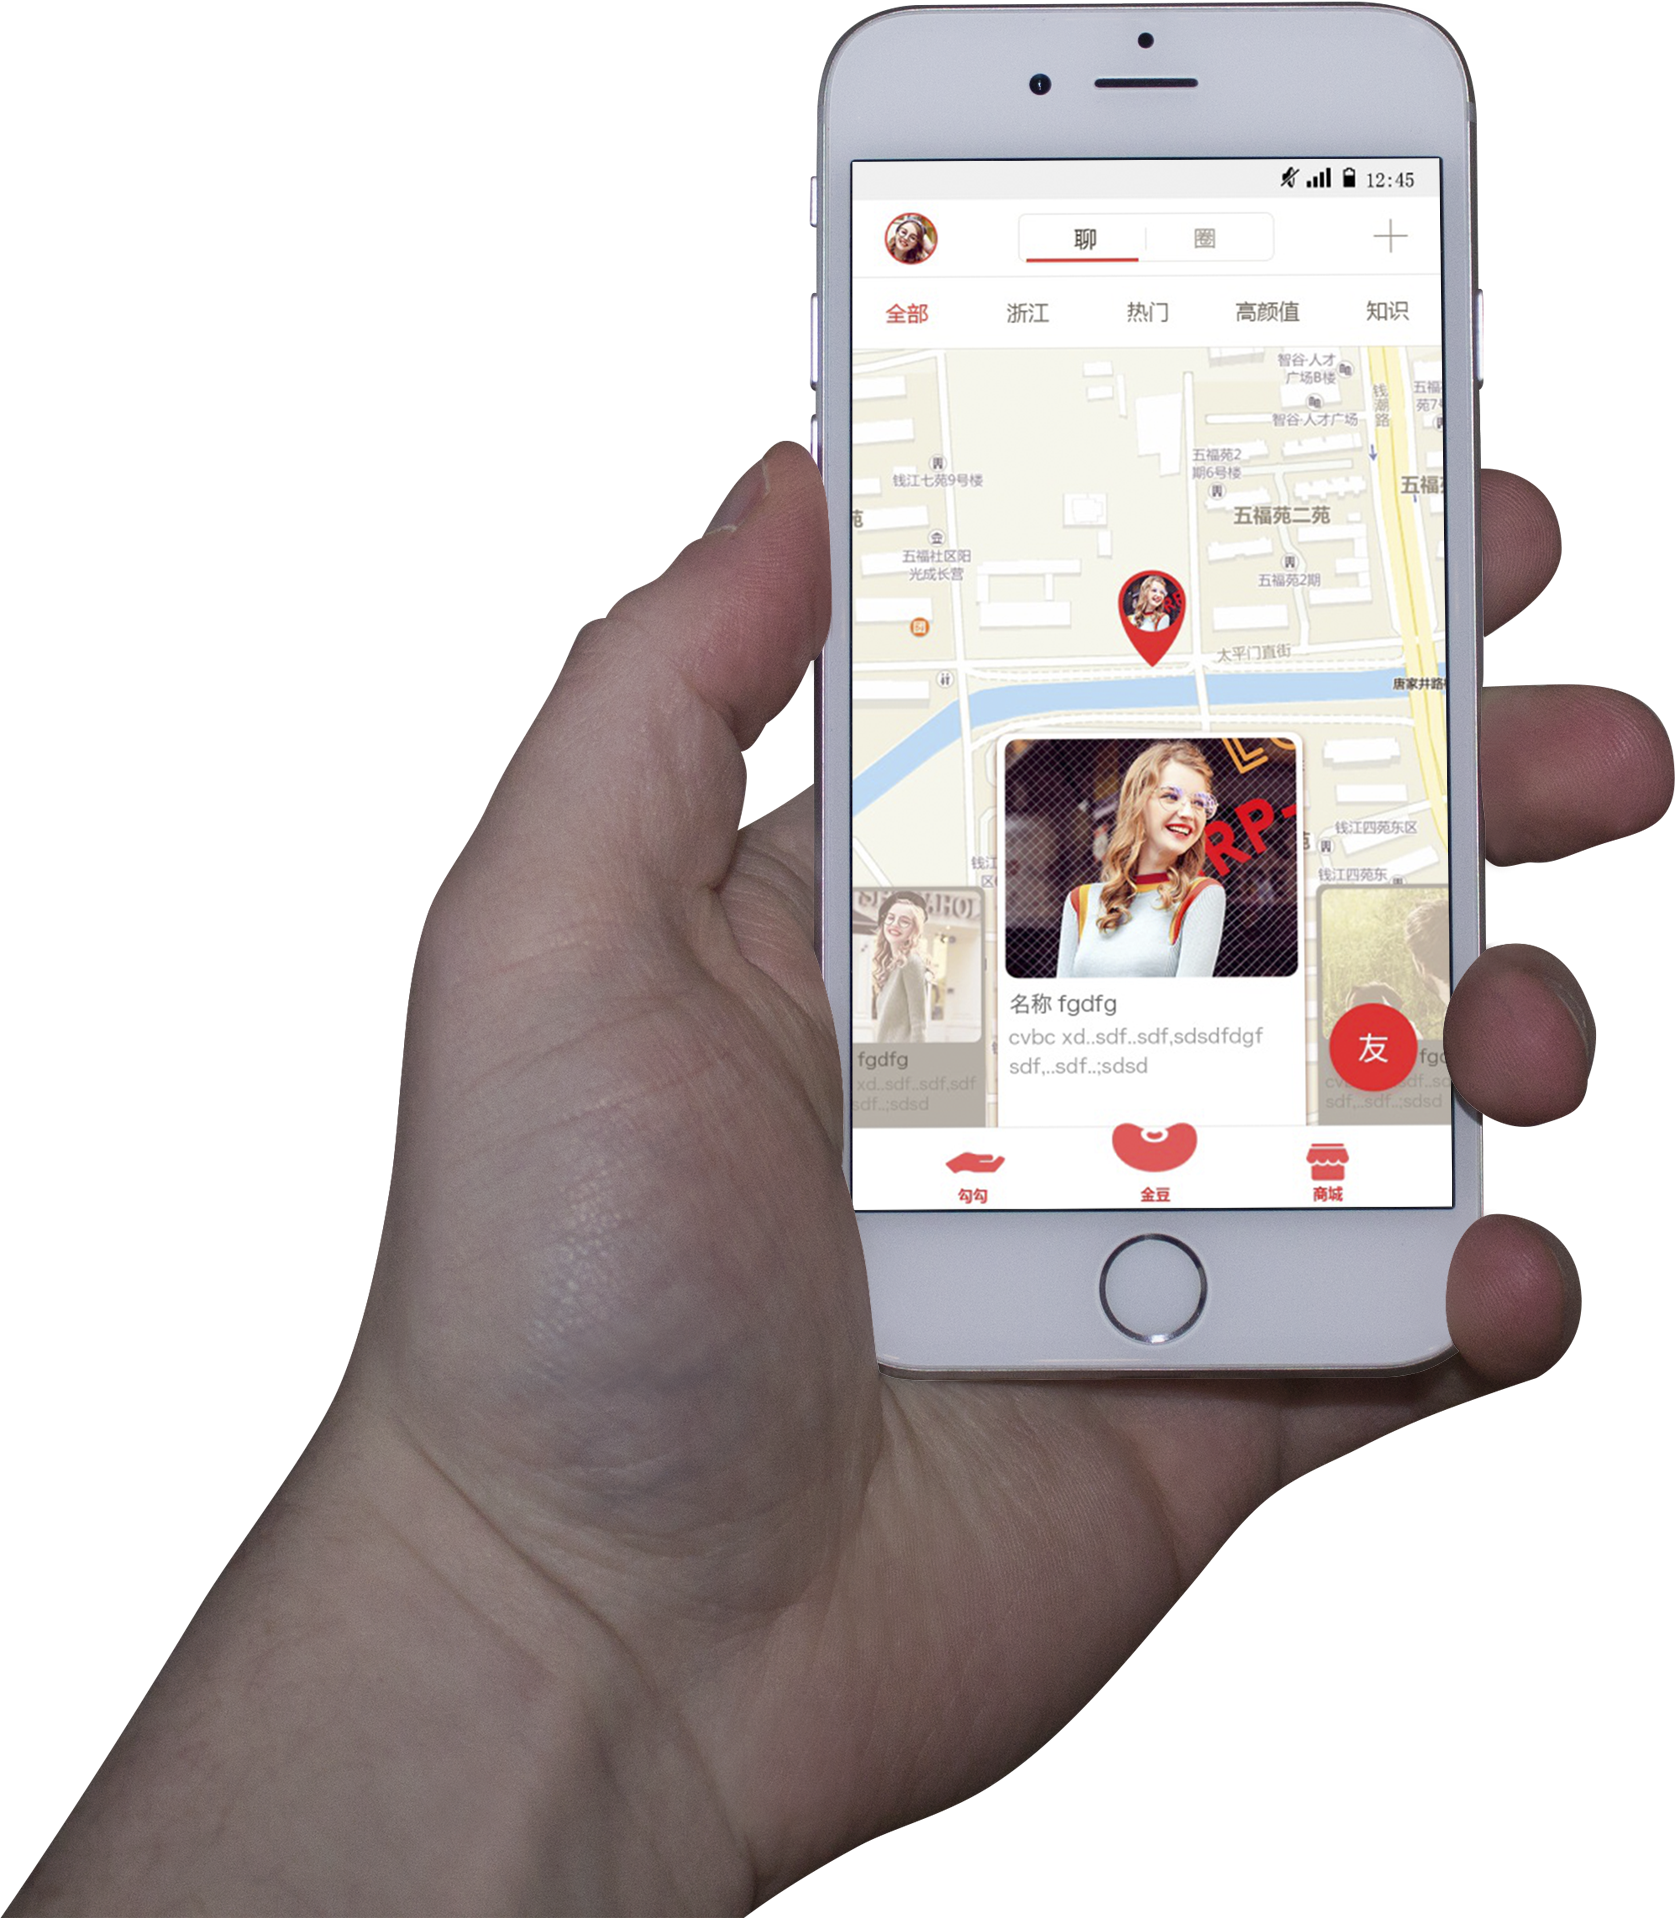 12:45
聊
圈
全部
浙江
热门
高颜值
知识
智谷·人才
广场B楼
智谷·人才广场
钱潮路
五福
苑7
五福苑2
期6号楼
钱江七苑9号楼
五福
苑
五福苑二苑
五福社区阳
光成长营
五福苑2期
太平门直街
唐家井路
RP-
钱江四苑东区
苑
钱江
区
钱江四苑东
名称 fgdfg
cvbc xd..sdf..sdf,sdsdfdgf
sdf,..sdf..;sdsd
fgdfg
xd..sdf..sdf,sdf
sdf..;sdsd
友
sdf,..sdf..;sdsd
勾勾
金豆
商城